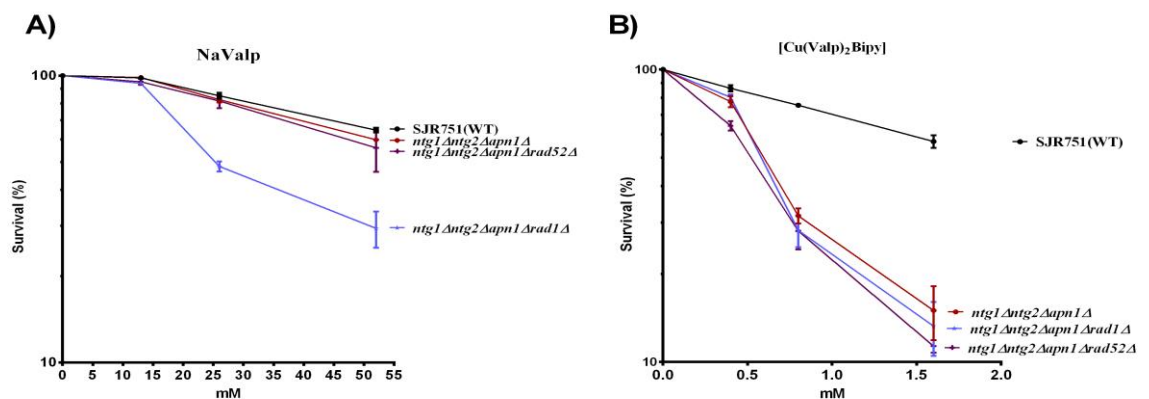 A)
NaValp
Survival (%)
100
10
0 5 10 15 20 25 30 35 40 45 50 55
mM
SJR751(WT)
ntg1Δntg2Δapn1Δ
ntg1Δntg2Δapn1Δrad52Δ
ntg1Δntg2Δapn1Δrad1Δ
B)
[Cu(Valp)₂Bipy]
Survival (%)
100
10
0.0 0.5 1.0 1.5 2.0
mM
SJR751(WT)
ntg1Δntg2Δapn1Δ
ntg1Δntg2Δapn1Δrad1Δ
ntg1Δntg2Δapn1Δrad52Δ